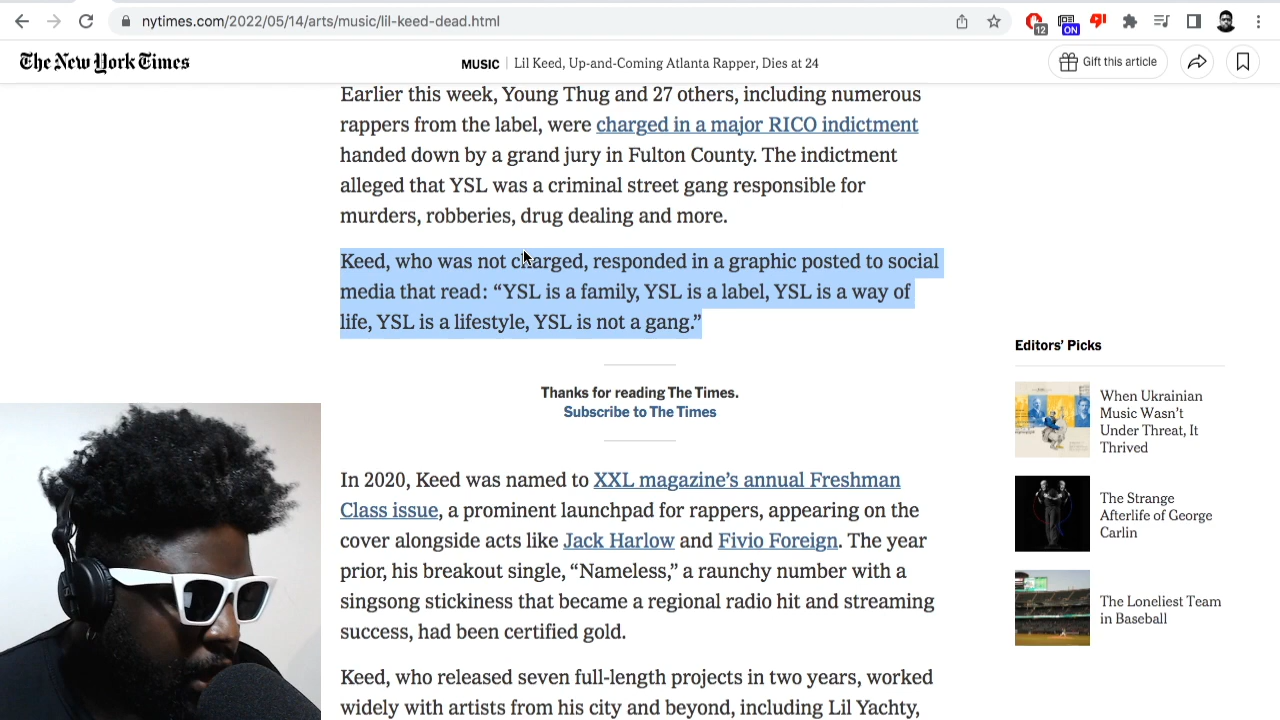 nytimes.com/2022/05/14/arts/music/lil-keed-dead.html
12
ON
The New York Times
MUSIC | Lil Keed, Up-and-Coming Atlanta Rapper, Dies at 24
Gift this article
Earlier this week, Young Thug and 27 others, including numerous
rappers from the label, were charged in a major RICO indictment
handed down by a grand jury in Fulton County. The indictment
alleged that YSL was a criminal street gang responsible for
murders, robberies, drug dealing and more.
Keed, who was not charged, responded in a graphic posted to social
media that read: “YSL is a family, YSL is a label, YSL is a way of
life, YSL is a lifestyle, YSL is not a gang.”
Thanks for reading The Times.
Subscribe to The Times
In 2020, Keed was named to XXL magazine’s annual Freshman
Class issue, a prominent launchpad for rappers, appearing on the
cover alongside acts like Jack Harlow and Fivio Foreign. The year
prior, his breakout single, “Nameless,” a raunchy number with a
singsong stickiness that became a regional radio hit and streaming
success, had been certified gold.
Keed, who released seven full-length projects in two years, worked
widely with artists from his city and beyond, including Lil Yachty,
Editors’ Picks
When Ukrainian
Music Wasn’t
Under Threat, It
Thrived
The Strange
Afterlife of George
Carlin
The Loneliest Team
in Baseball